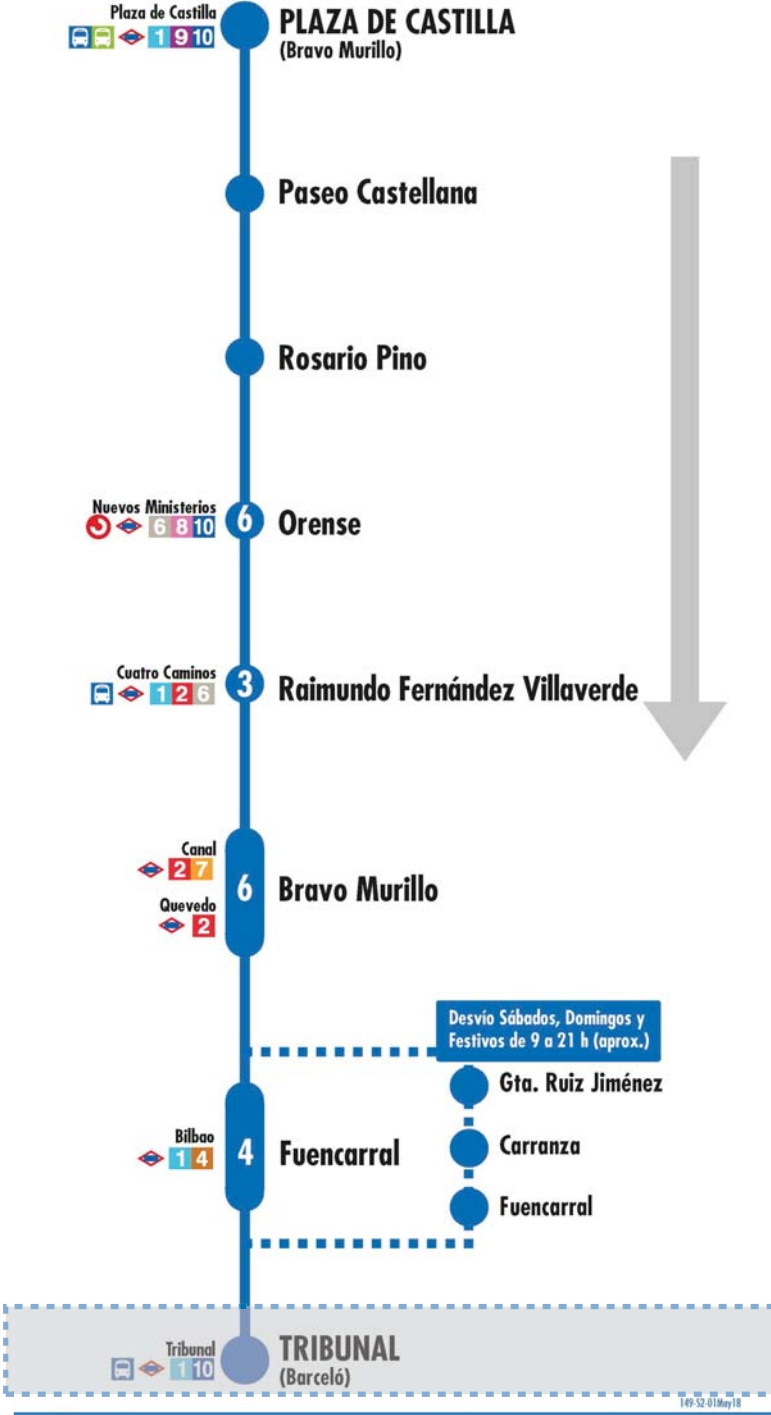 Plaza de Castilla
1 9 10
PLAZA DE CASTILLA
(Bravo Murillo)
Paseo Castellana
Rosario Pino
Nuevos Ministerios
6 8 10
6
Orense
Cuatro Caminos
1 2 6
3
Raimundo Fernández Villaverde
Canal
2 7
Quevedo
2
6
Bravo Murillo
Desvío Sábados, Domingos y
Festivos de 9 a 21 h (aprox.)
Gta. Ruiz Jiménez
Carranza
Fuencarral
Bilbao
1 4
4
Fuencarral
Tribunal
1 10
TRIBUNAL
(Barceló)
149-52-01May18